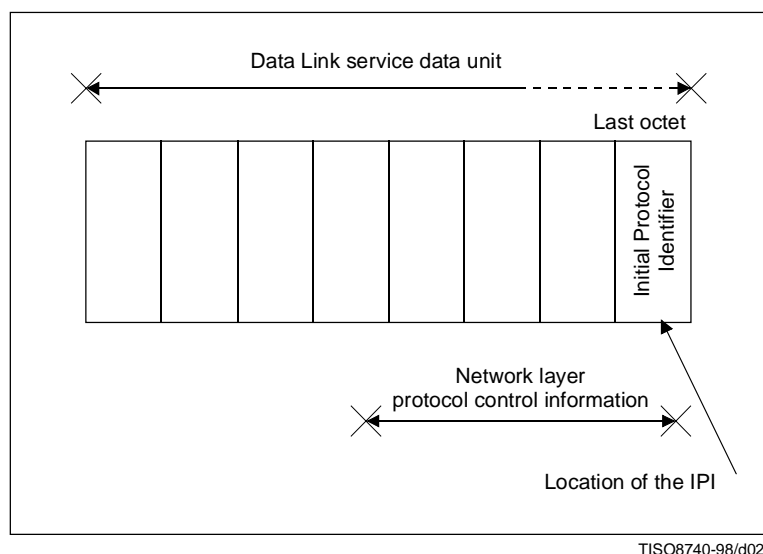 Data Link service data unit
Last octet
Initial Protocol
Identifier
Network layer
protocol control information
Location of the IPI
TISO8740-98/d02